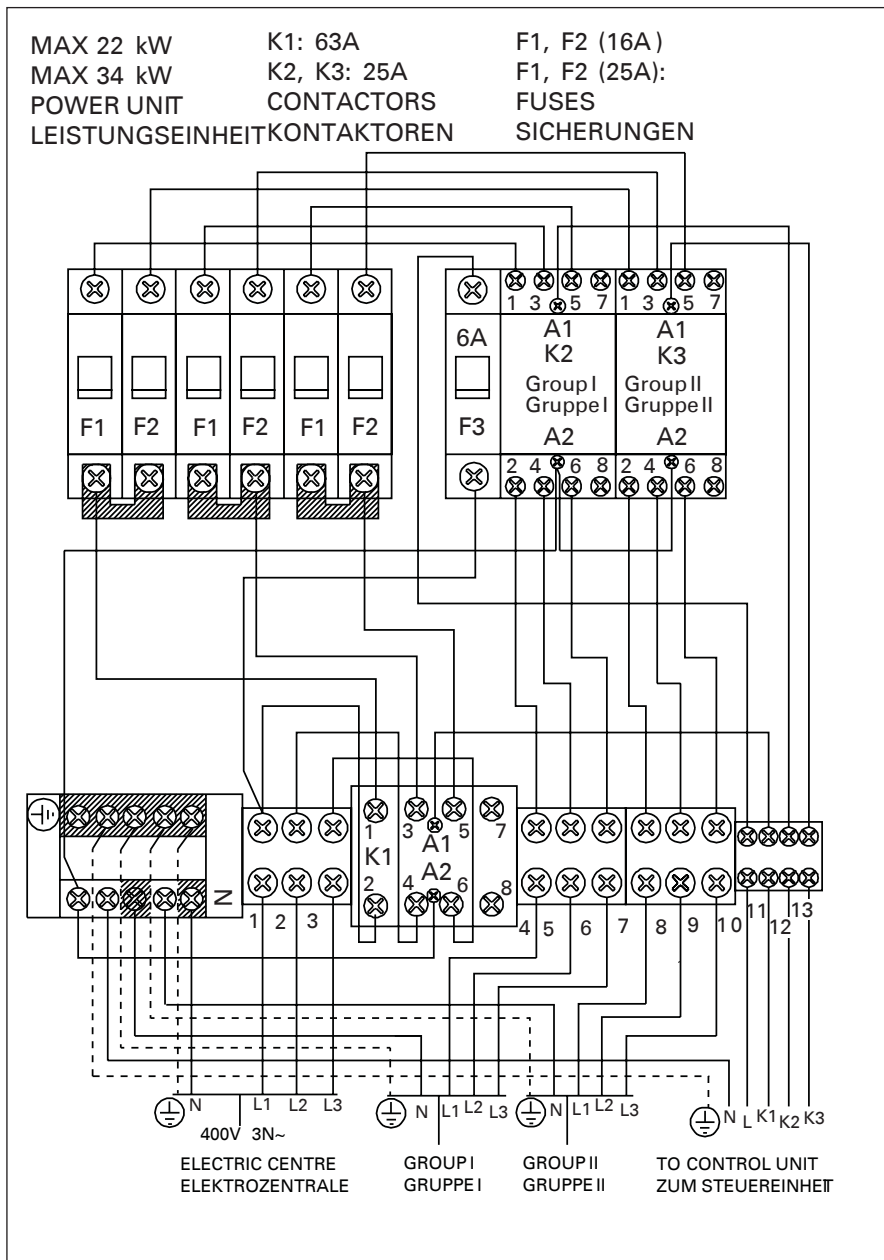 MAX 22 kW K1: 63A F1, F2 (16A)
MAX 34 kW K2, K3: 25A F1, F2 (25A):
POWER UNIT CONTACTORS FUSES
LEISTUNGSEINHEIT KONTAKTOREN SICHERUNGEN
1 3 5 7 1 3 5 7
6A A1 A1
K2 K3
Group I Group II
Gruppe I Gruppe II
F1 F2 F1 F2 F1 F2 F3
A2 A2
2 4 6 8 2 4 6 8
1 3 5 7
K1 A1
A2
2 4 6 8
N
1 2 3 4 5 6 7 8 9 10 11 12 13
N L1 L2 L3 N L1 L2 L3 N L1 L2 L3 N L K1 K2 K3
400V 3N~
ELECTRIC CENTRE GROUP I GROUP II TO CONTROL UNIT
ELEKTROZENTRALE GRUPPE I GRUPPE II ZUM STEUEREINHEIT